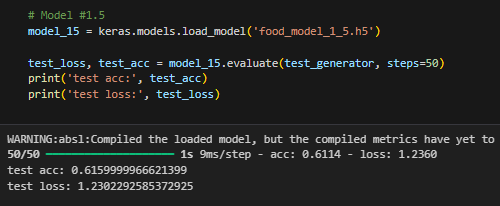 # Model #1.5
model_15 = keras.models.load_model('food_model_1_5.h5')
test_loss, test_acc = model_15.evaluate(test_generator, steps=50)
print('test acc:', test_acc)
print('test loss:', test_loss)
WARNING:absl:Compiled the loaded model, but the compiled metrics have yet to
50/50 ━━━━━━━━━━━━━━━━━━━━ 1s 9ms/step - acc: 0.6114 - loss: 1.2360
test acc: 0.6159999966621399
test loss: 1.2302292585372925